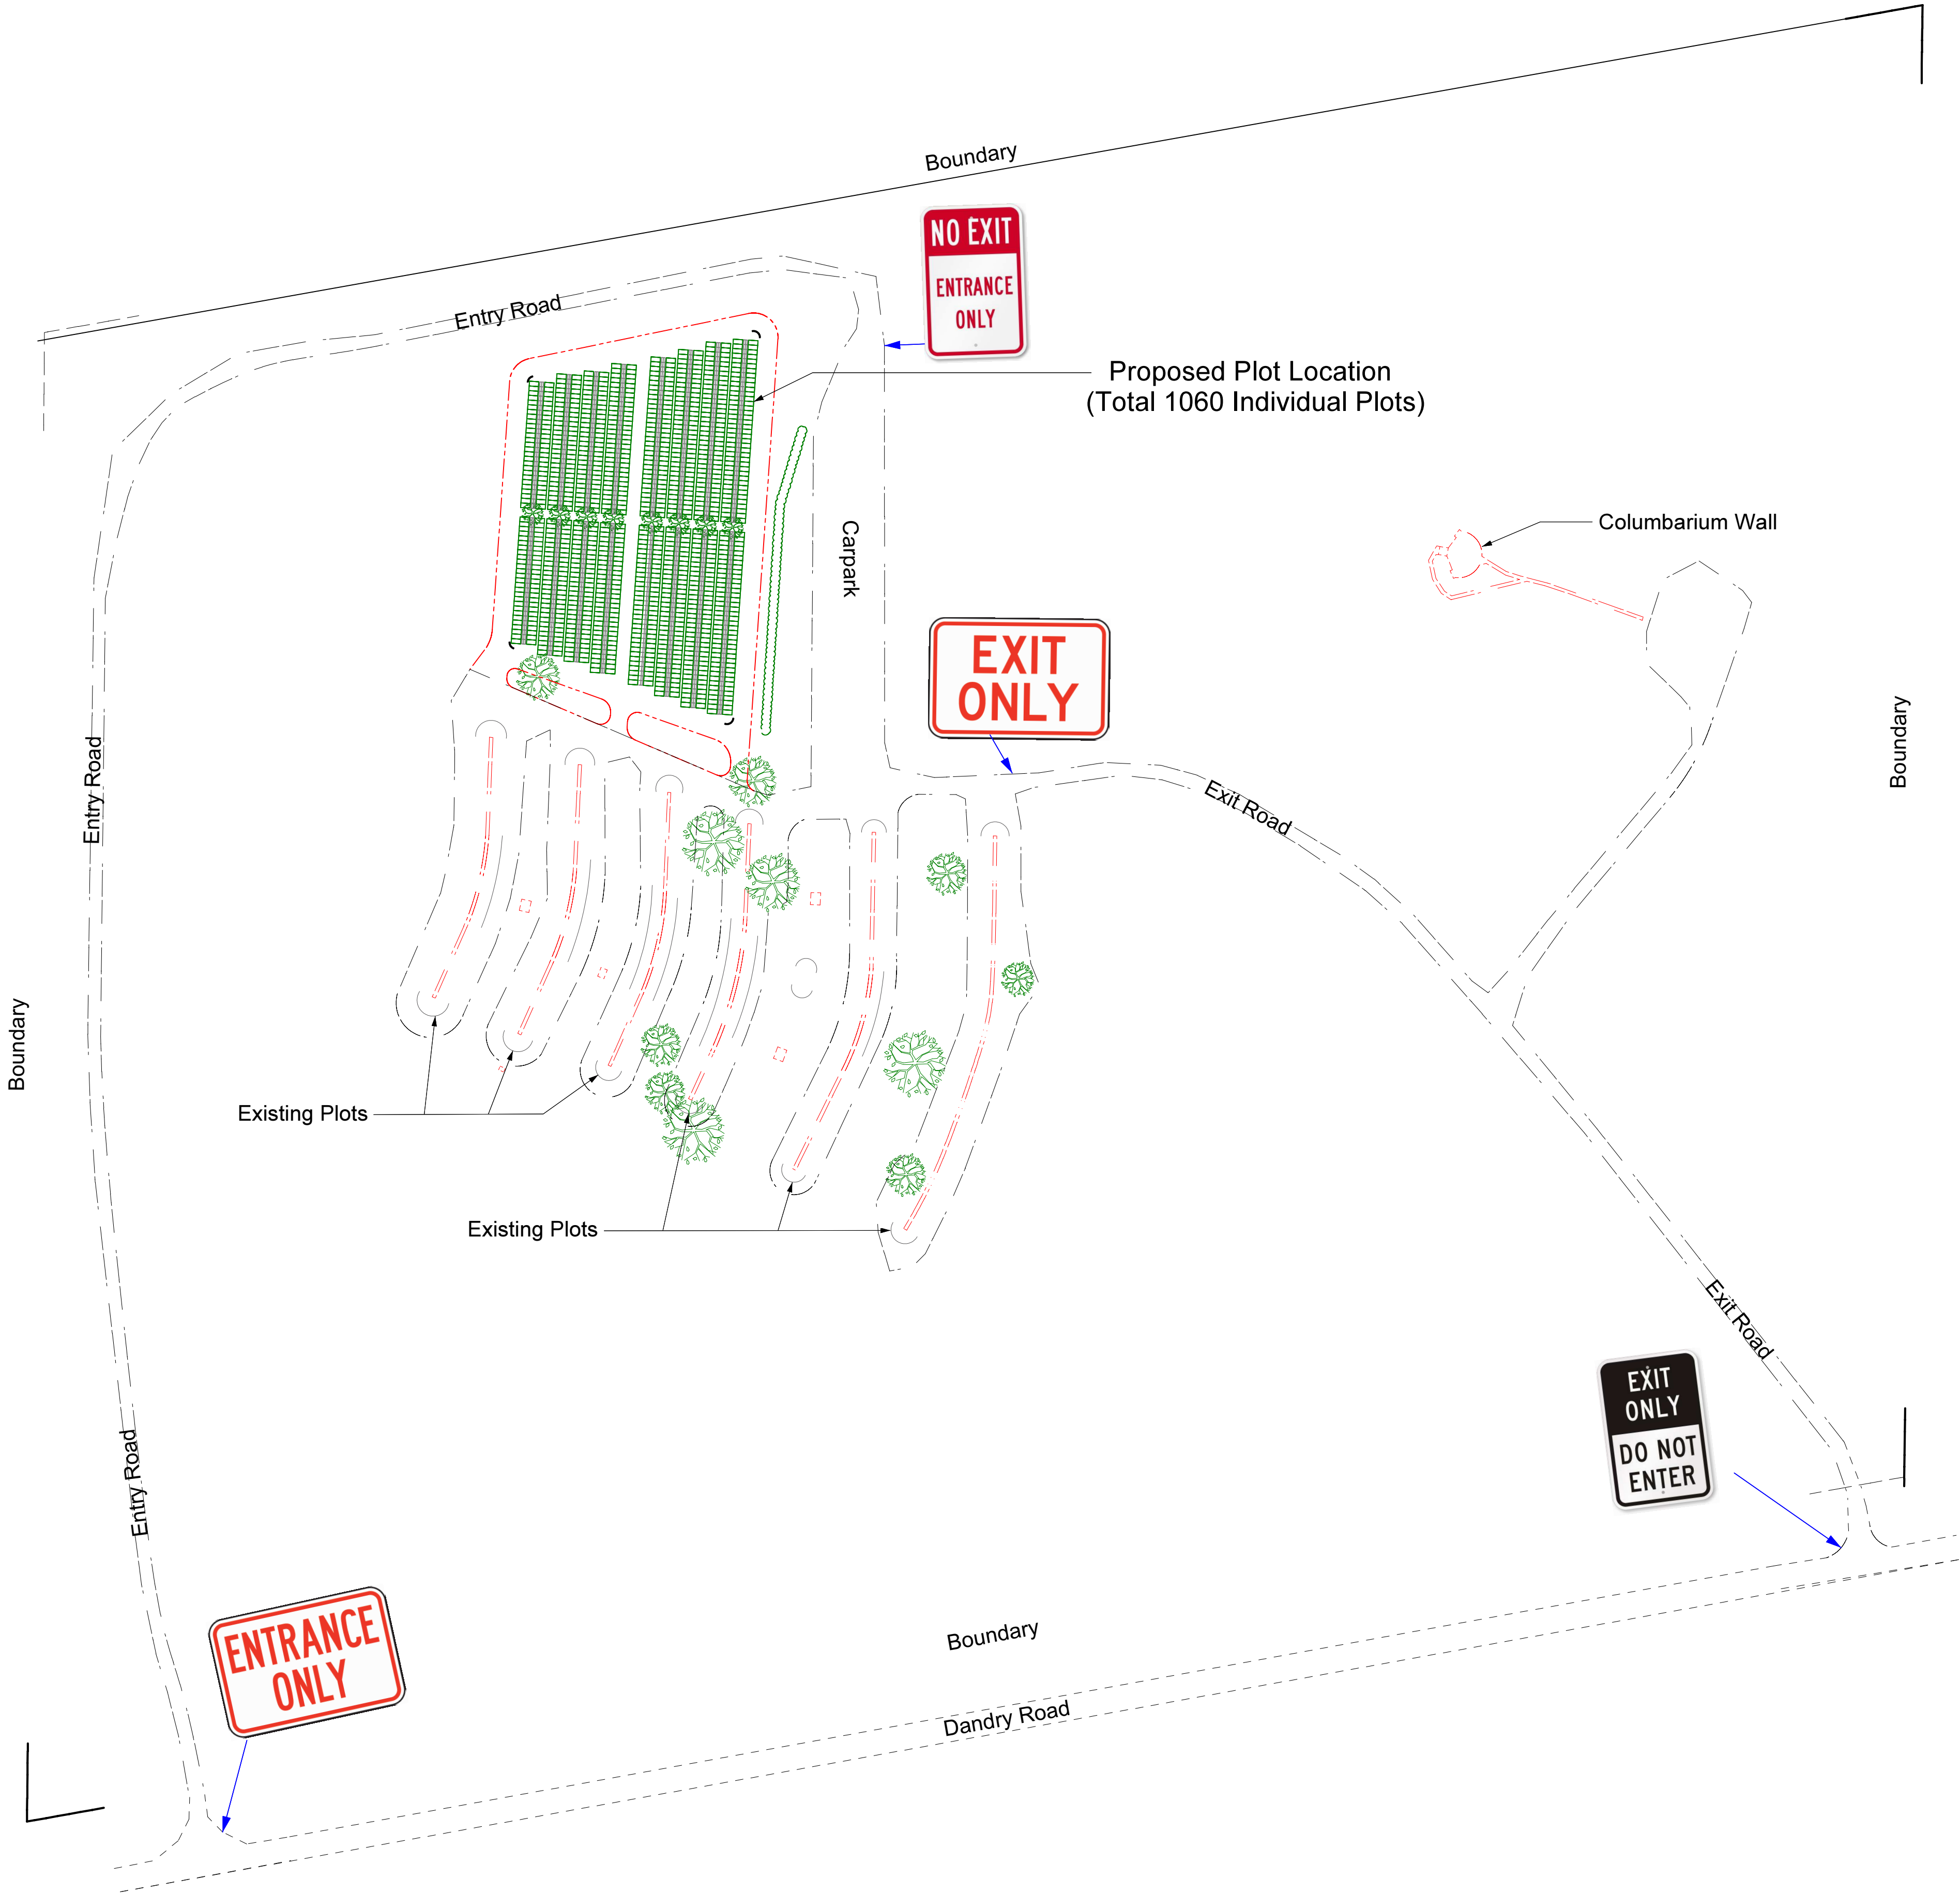 Boundary
NO EXIT
ENTRANCE
ONLY
Entry Road
Proposed Plot Location
(Total 1060 Individual Plots)
Columbarium Wall
Carpark
EXIT
ONLY
Boundary
Entry Road
Exit Road
Boundary
Existing Plots
Existing Plots
Exit Road
EXIT
ONLY
DO NOT
ENTER
Entry Road
ENTRANCE
ONLY
Boundary
Dandry Road